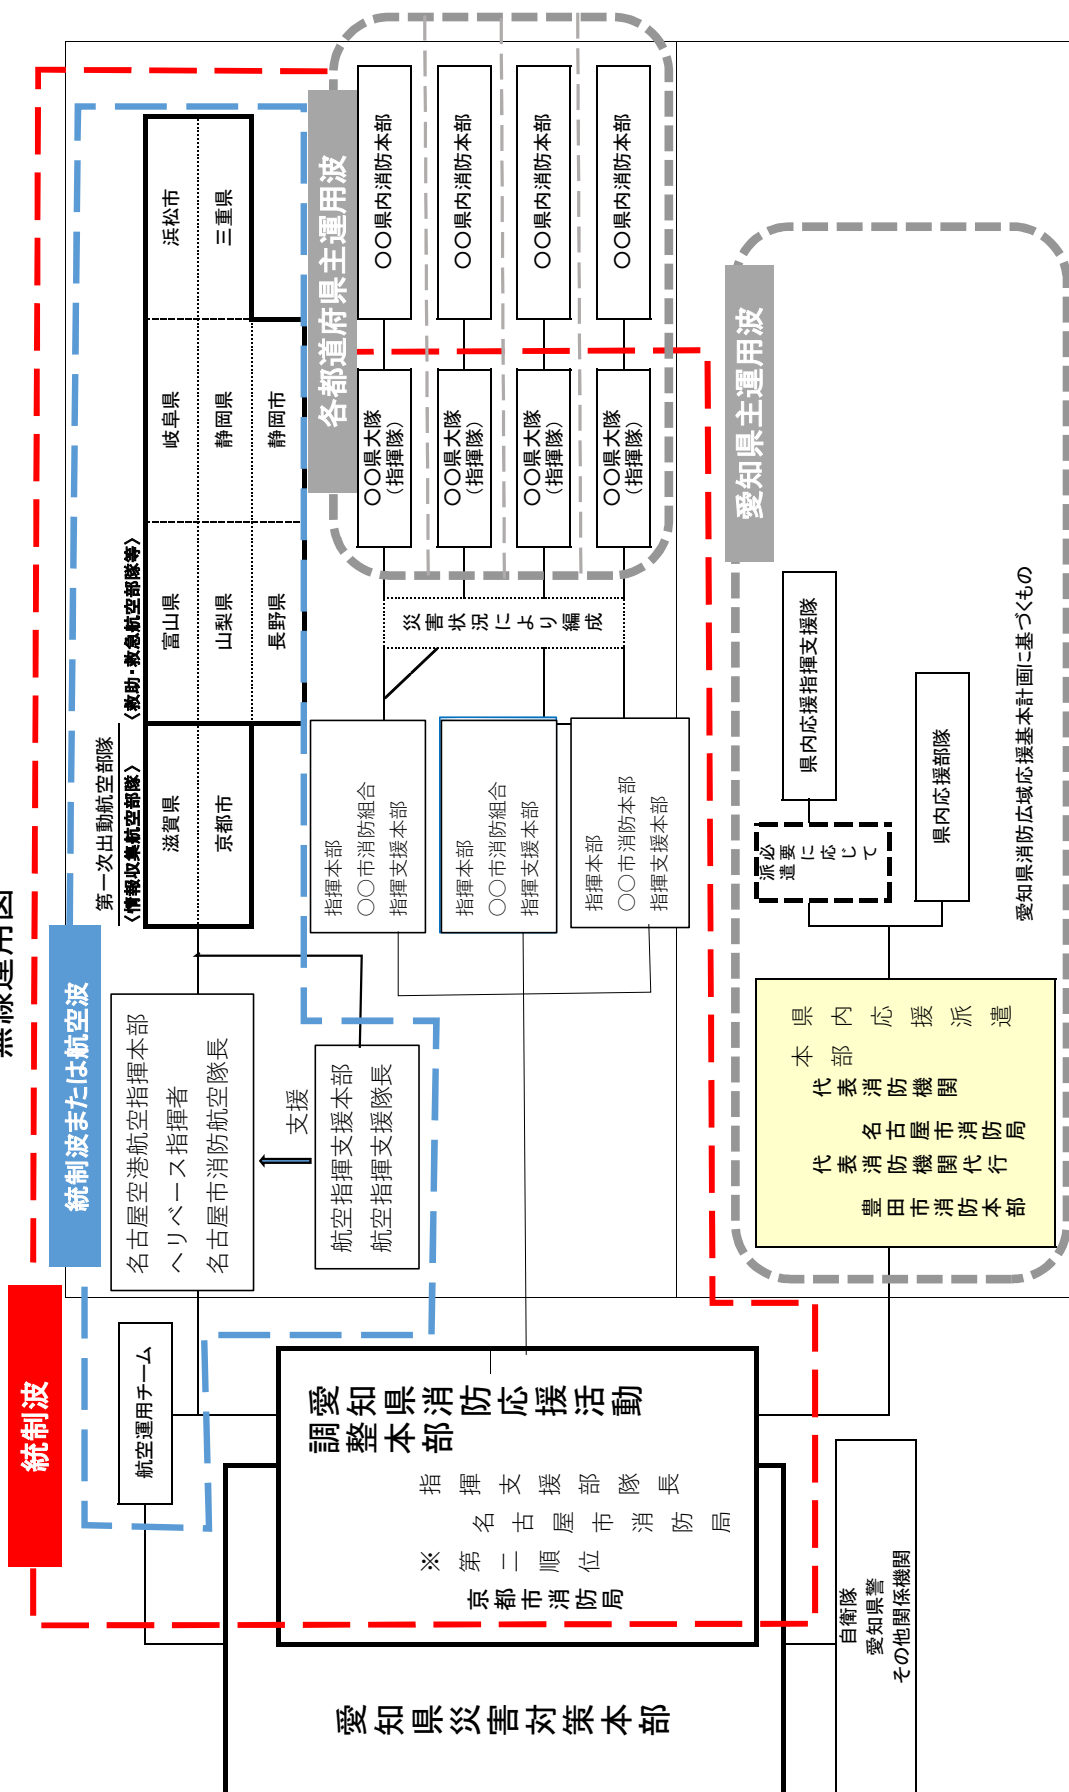 無線運用図
統制波
統制波または航空波
第一次出動航空部隊
〈情報収集航空部隊〉
〈救助・救急航空部隊等〉
滋賀県
富山県
岐阜県
浜松市
京都市
山梨県
静岡県
三重県
長野県
静岡市
航空運用チーム
名古屋空港航空指揮本部
ヘリベース指揮者
名古屋市消防航空隊長
支援
航空指揮支援本部
航空指揮支援隊長
各都道府県主運用波
指揮本部
〇〇市消防組合
指揮支援本部
指揮本部
〇〇市消防組合
指揮支援本部
指揮本部
〇〇市消防本部
指揮支援本部
災害状況により編成
〇〇県大隊
（指揮隊）
〇〇県内消防本部
〇〇県大隊
（指揮隊）
〇〇県内消防本部
〇〇県大隊
（指揮隊）
〇〇県内消防本部
〇〇県大隊
（指揮隊）
〇〇県内消防本部
愛知県消防応援活動
調整本部
指揮支援部隊長
名古屋市消防局
※第二順位
京都市消防局
愛知県災害対策本部
自衛隊
愛知県警
その他関係機関
愛知県主運用波
県内応援派遣
本部
代表消防機関
名古屋市消防局
代表消防機関代行
豊田市消防本部
必要に応じて
派遣
県内応援指揮支援隊
県内応援部隊
愛知県消防広域応援基本計画に基づくもの